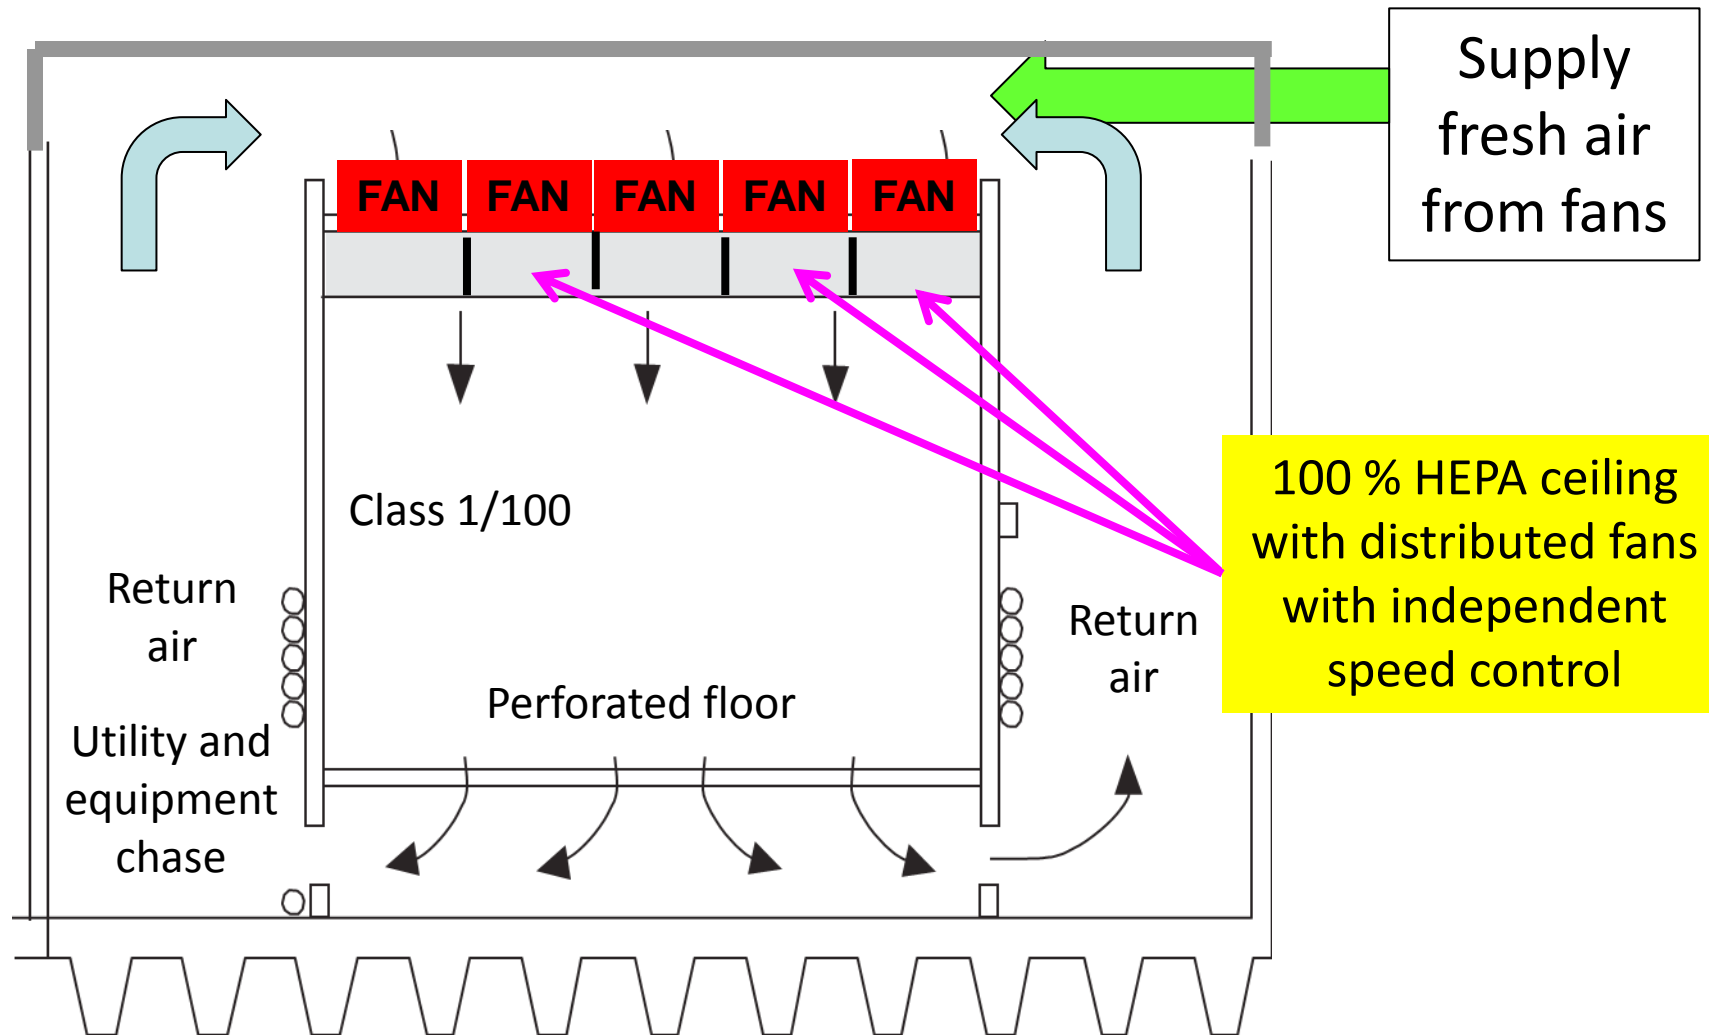 Supply
fresh air
from fans
FAN FAN FAN FAN FAN
100 % HEPA ceiling
with distributed fans
with independent
speed control
Class 1/100
Return
air
Return
air
Perforated floor
Utility and
equipment
chase